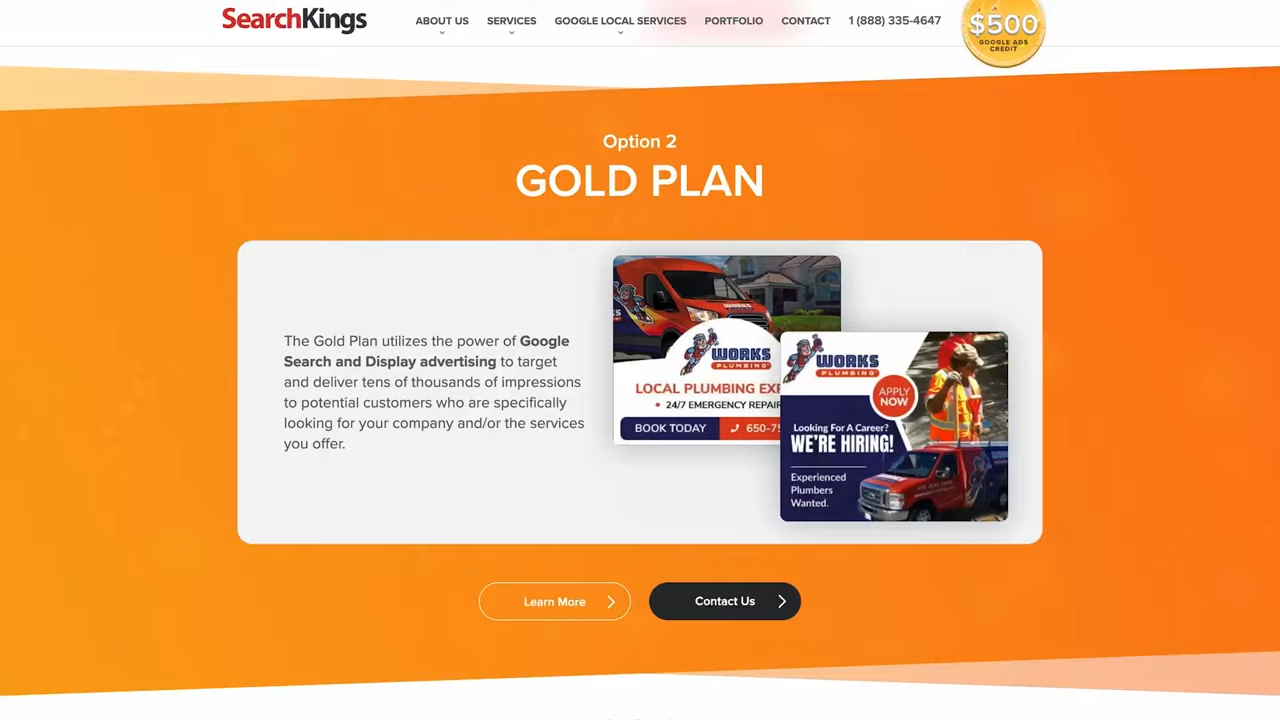 SearchKings
ABOUT US
SERVICES
GOOGLE LOCAL SERVICES
PORTFOLIO
CONTACT
1 (888) 335-4647
$500
GOOGLE ADS
CREDIT
Option 2
GOLD PLAN
The Gold Plan utilizes the power of Google
Search and Display advertising to target
and deliver tens of thousands of impressions
to potential customers who are specifically
looking for your company and/or the services
you offer.
WORKS
WORKS
PLUMBING
LOCAL PLUMBING EXP
• 24/7 EMERGENCY REPAIR
BOOK TODAY
650-75
WORKS
PLUMBING
APPLY
NOW
Looking For A Career?
WE'RE HIRING!
Experienced
Plumbers
Wanted.
WORKS
Learn More
Contact Us